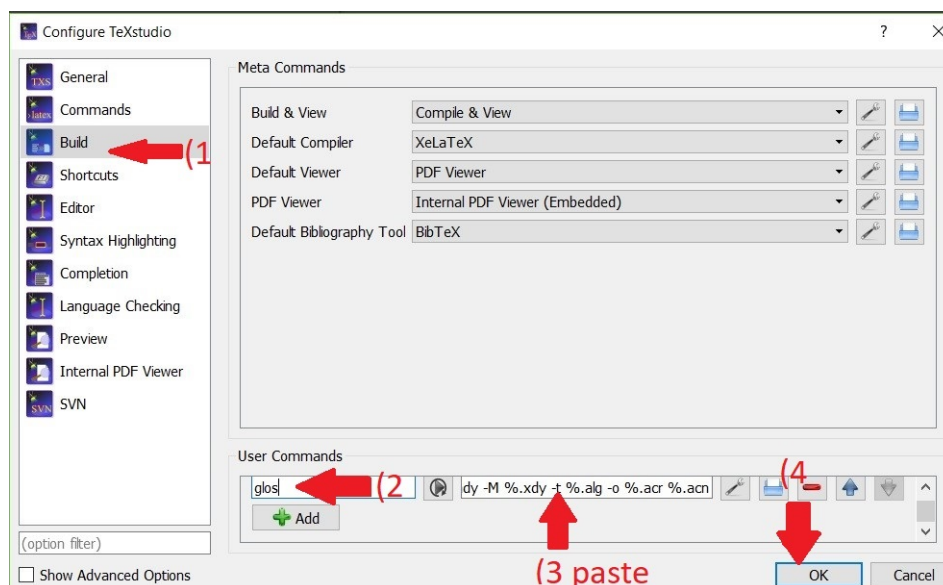 Configure TeXstudio
?
General
Commands
Build
(1
Shortcuts
Editor
Syntax Highlighting
Completion
Language Checking
Preview
Internal PDF Viewer
SVN
(option filter)
Show Advanced Options
Meta Commands
Build & View Compile & View
Default Compiler XeLaTeX
Default Viewer PDF Viewer
PDF Viewer Internal PDF Viewer (Embedded)
Default Bibliography Tool BibTeX
User Commands
glos (2 dy -M %.xdy -t %.alg -o %.acr %.acn
(4
Add
(3 paste
OK Cancel